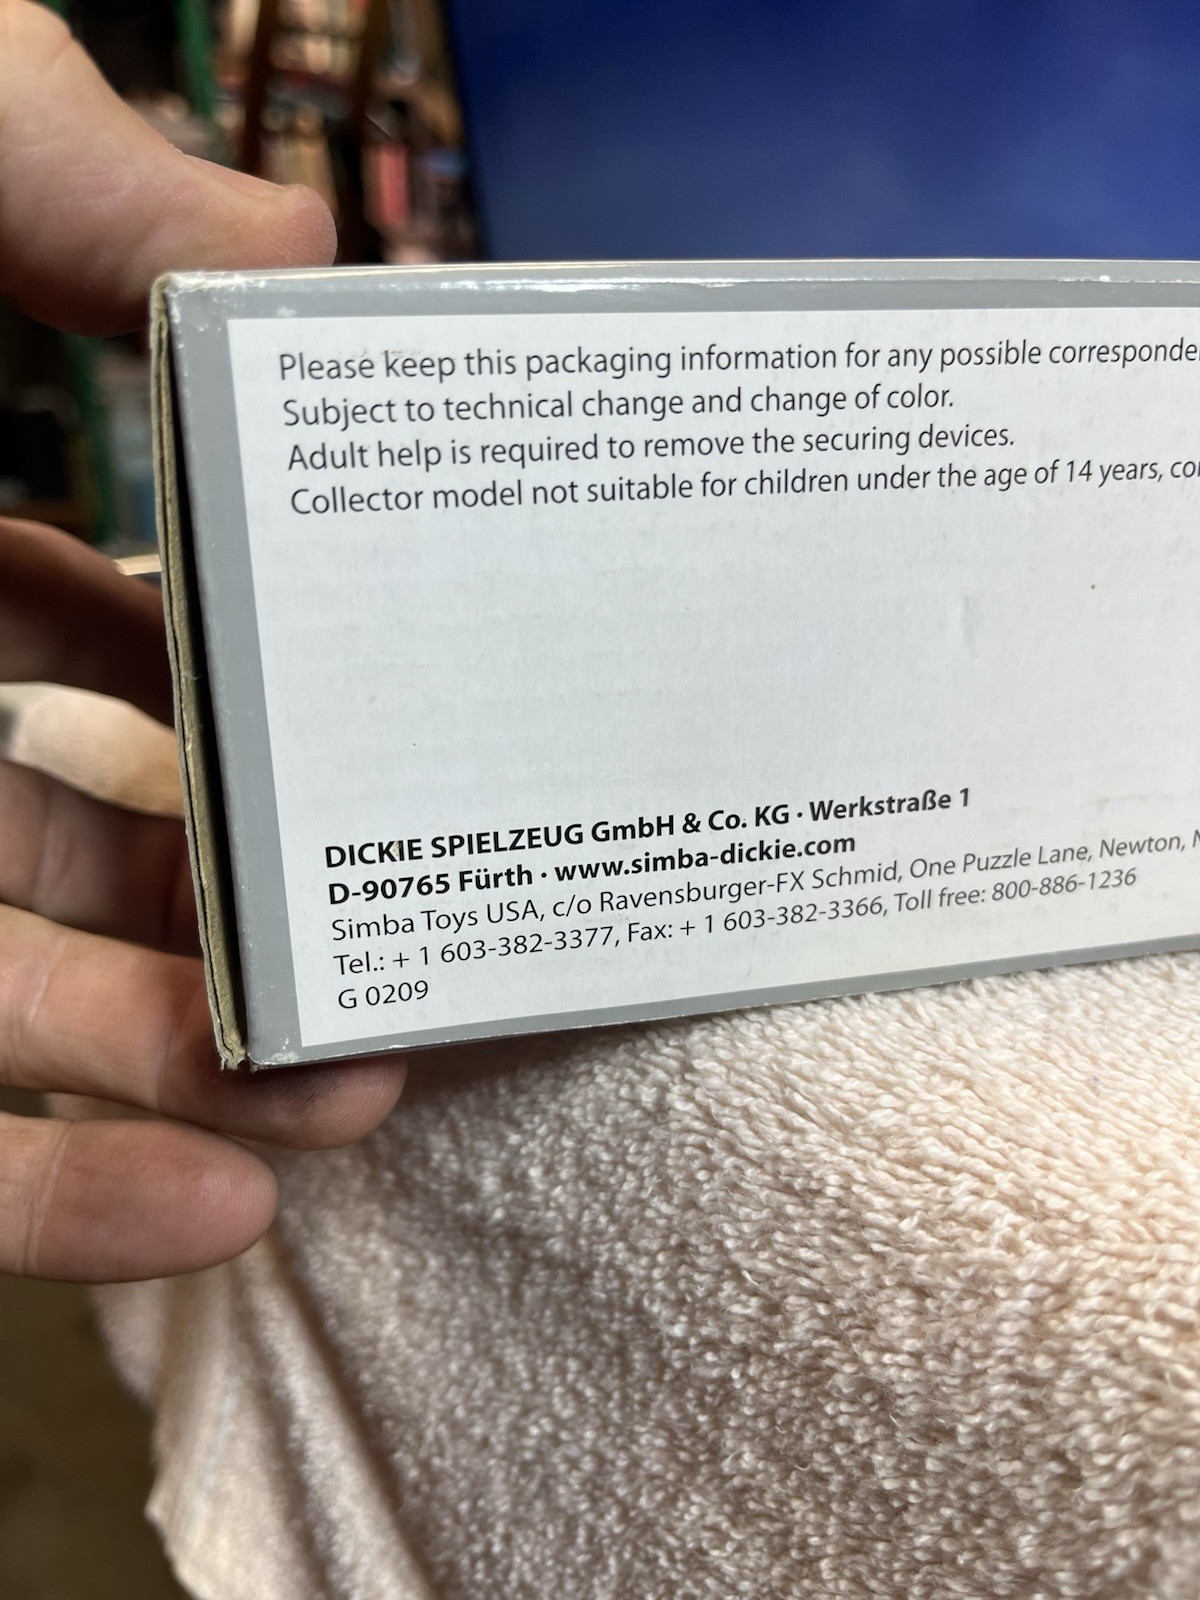 Please keep this packaging information for any possible
Subject to technical change and change of color.
Adult help is required to remove the securing devices.
Collector model not suitable for children under the age of 14 years,
DICKIE SPIELZEUG GmbH & Co. KG · Werkstraße 1
D-90765 Fürth · www.simba-dickie.com
Simba Toys USA, c/o Ravensburger-FX Schmid, One Puzzle Lane, Newton,
Tel.: + 1 603-382-3377, Fax: + 1 603-382-3366, Toll free: 800-886-1236
G 0209